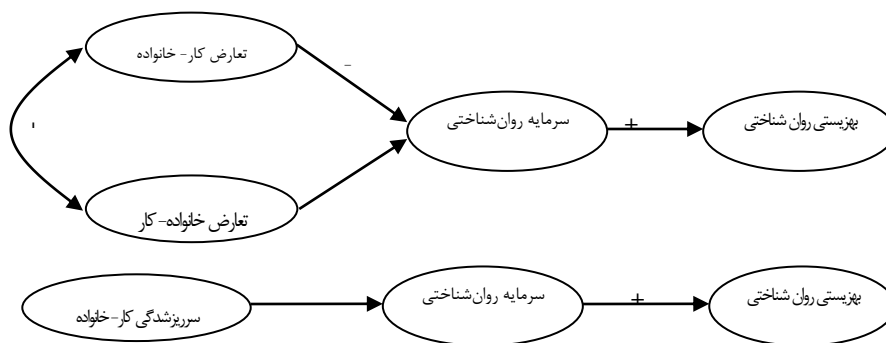 تعارض کار- خانواده
-
سرمایه روان‌شناختی
+
بهزیستی روان شناختی
تعارض خانواده- کار
سرریزشدگی کار-خانواده
سرمایه روان‌شناختی
+
بهزیستی روان شناختی